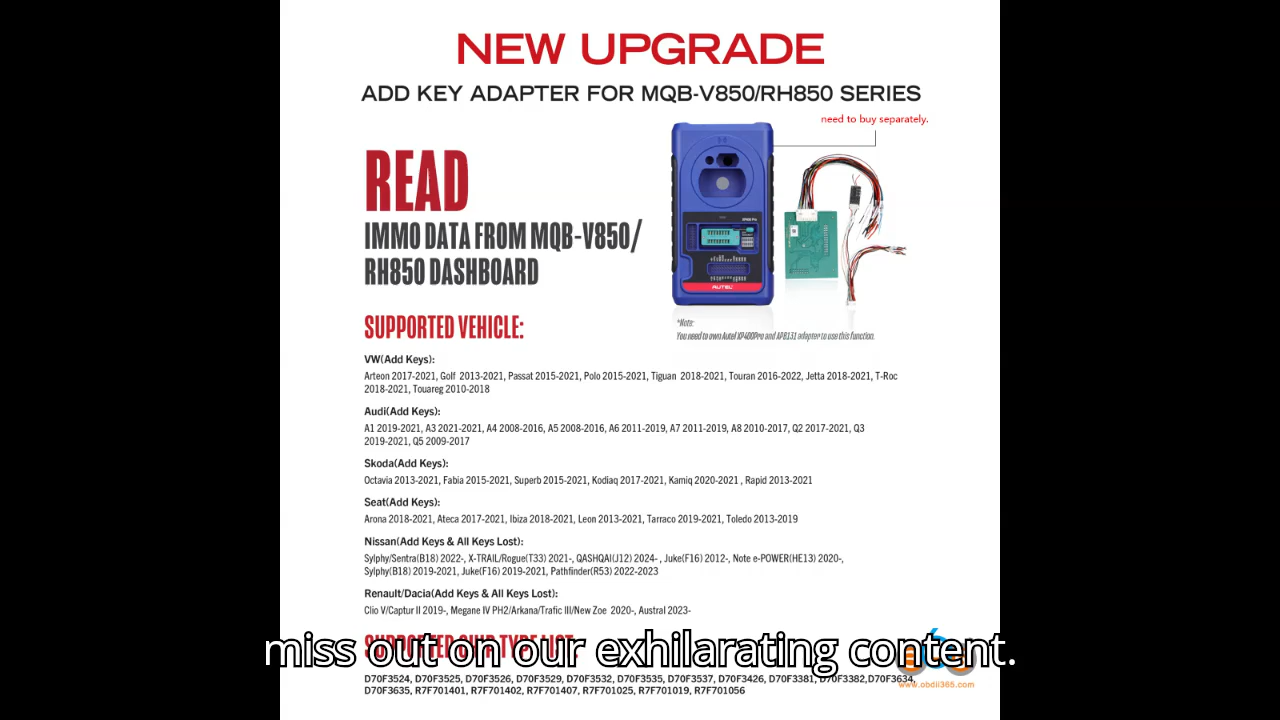 NEW UPGRADE
ADD KEY ADAPTER FOR MQB-V850/RH850 SERIES
need to buy separately.
READ
IMMO DATA FROM MQB-V850/
RH850 DASHBOARD
AUTEL
*Note:
You need to own Autel XP400Pro and APB131 adapter to use this function.
SUPPORTED VEHICLE:
VW(Add Keys):
Arteon 2017-2021, Golf 2013-2021, Passat 2015-2021, Polo 2015-2021, Tiguan 2018-2021, Touran 2016-2022, Jetta 2018-2021, T-Roc
2018-2021, Touareg 2010-2018
Audi(Add Keys):
A1 2019-2021, A3 2021-2021, A4 2008-2016, A5 2008-2016, A6 2011-2019, A7 2011-2019, A8 2010-2017, Q2 2017-2021, Q3
2019-2021, Q5 2009-2017
Skoda(Add Keys):
Octavia 2013-2021, Fabia 2015-2021, Superb 2015-2021, Kodiaq 2017-2021, Kamiq 2020-2021 , Rapid 2013-2021
Seat(Add Keys):
Arona 2018-2021, Ateca 2017-2021, Ibiza 2018-2021, Leon 2013-2021, Tarraco 2019-2021, Toledo 2013-2019
Nissan(Add Keys & All Keys Lost):
Sylphy/Sentra(B18) 2022-, X-TRAIL/Rogue(T33) 2021-, QASHQAI(J12) 2024- , Juke(F16) 2012-, Note e-POWER(HE13) 2020-,
Sylphy(B18) 2019-2021, Juke(F16) 2019-2021, Pathfinder(R53) 2022-2023
Renault/Dacia(Add Keys & All Keys Lost):
Clio V/Captur II 2019-, Megane IV PH2/Arkana/Trafic III/New Zoe 2020-, Austral 2023-
SUPPORTED CHIP TYPE LIST:
miss out on our exhilarating content.
D70F3524, D70F3525, D70F3526, D70F3529, D70F3532, D70F3535, D70F3537, D70F3426, D70F3381, D70F3382,D70F3634,
D70F3635, R7F701401, R7F701402, R7F701407, R7F701025, R7F701019, R7F701056
www.obdii365.com